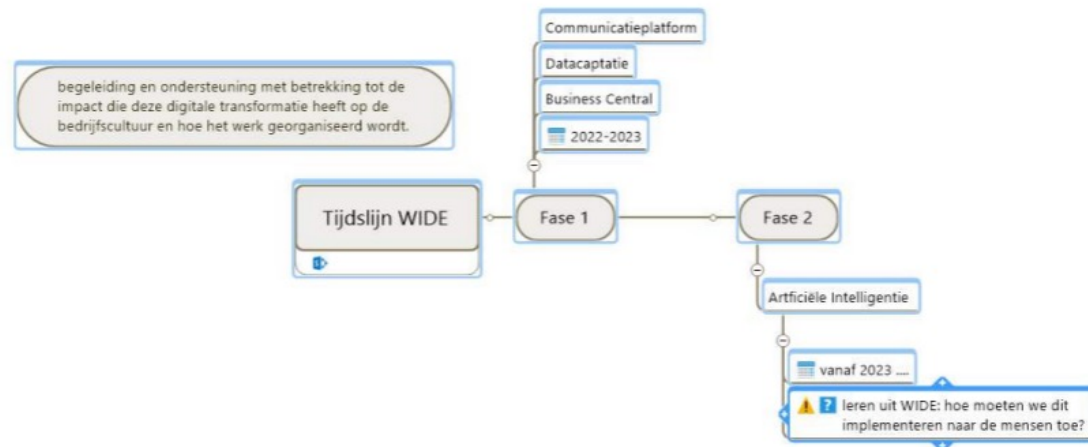 Communicatieplatform
Datacaptatie
Business Central
2022-2023
begeleiding en ondersteuning met betrekking tot de
impact die deze digitale transformatie heeft op de
bedrijfscultuur en hoe het werk georganiseerd wordt.
Tijdslijn WIDE
Fase 1
Fase 2
Artficiële Intelligentie
vanaf 2023 ....
leren uit WIDE: hoe moeten we dit
implementeren naar de mensen toe?